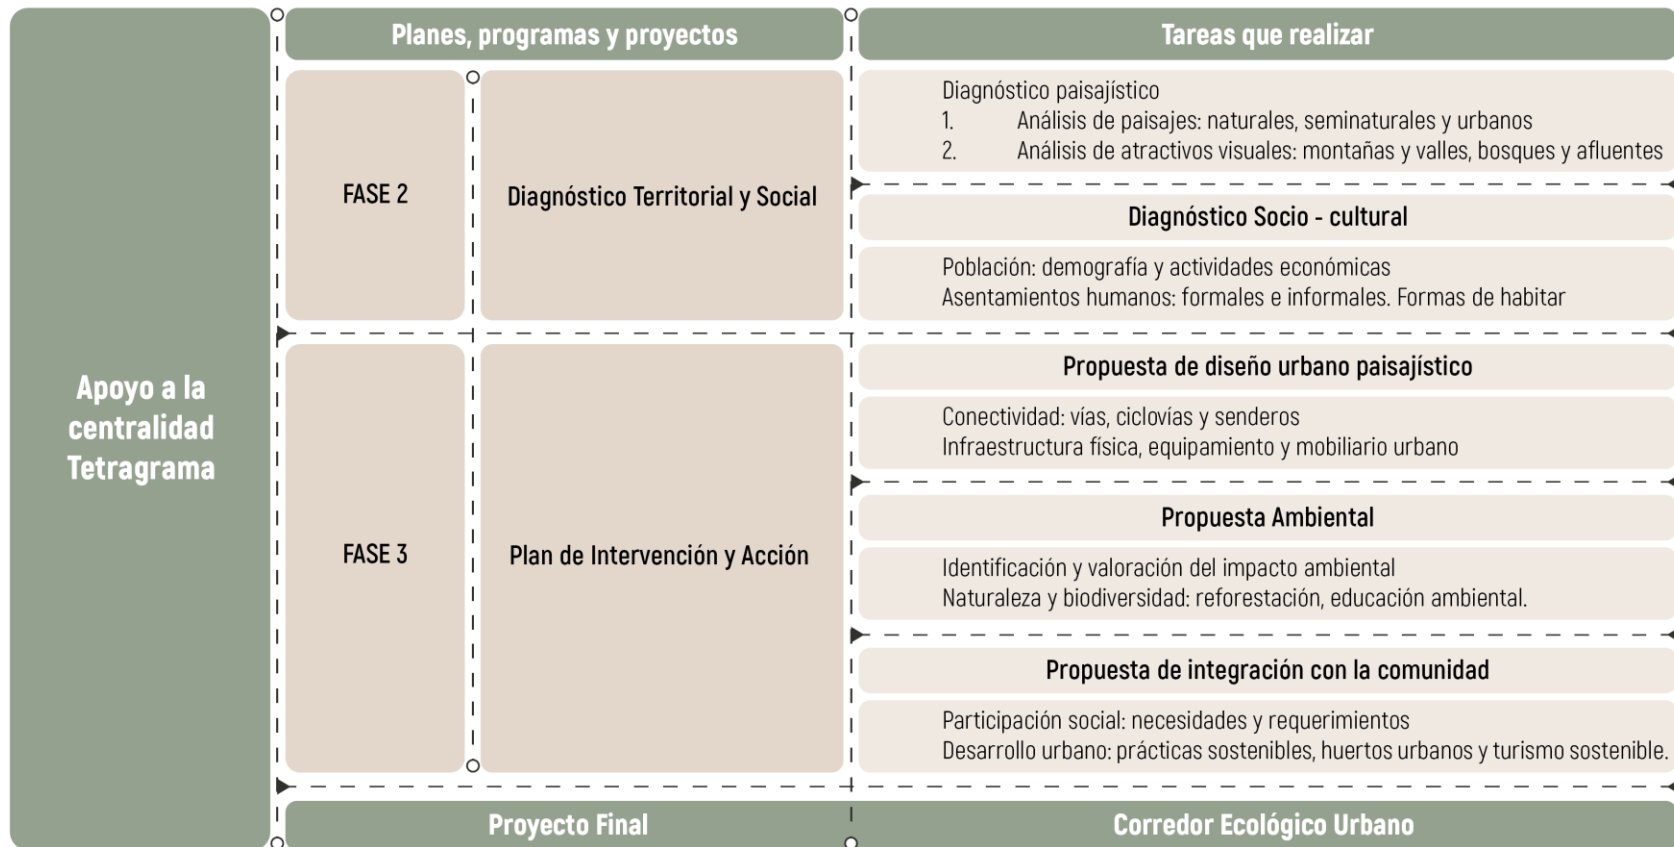 Planes, programas y proyectos
Tareas que realizar
Apoyo a la
centralidad
Tetragrama
FASE 2
Diagnóstico Territorial y Social
Diagnóstico paisajístico
1. Análisis de paisajes: naturales, seminaturales y urbanos
2. Análisis de atractivos visuales: montañas y valles, bosques y afluentes
Diagnóstico Socio - cultural
Población: demografía y actividades económicas
Asentamientos humanos: formales e informales. Formas de habitar
FASE 3
Plan de Intervención y Acción
Propuesta de diseño urbano paisajístico
Conectividad: vías, ciclovías y senderos
Infraestructura física, equipamiento y mobiliario urbano
Propuesta Ambiental
Identificación y valoración del impacto ambiental
Naturaleza y biodiversidad: reforestación, educación ambiental.
Propuesta de integración con la comunidad
Participación social: necesidades y requerimientos
Desarrollo urbano: prácticas sostenibles, huertos urbanos y turismo sostenible.
Proyecto Final
Corredor Ecológico Urbano